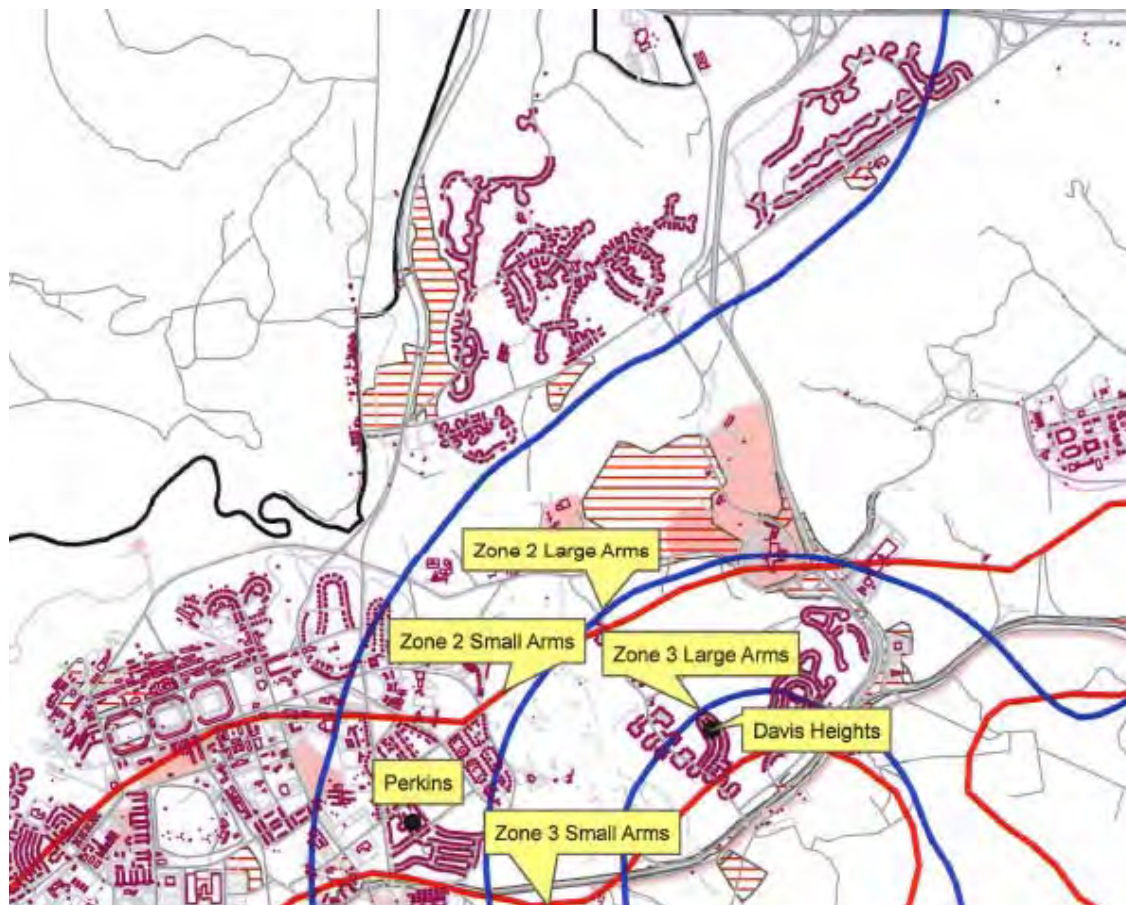 Zone 2 Large Arms
Zone 2 Small Arms
Zone 3 Large Arms
Davis Heights
Perkins
Zone 3 Small Arms